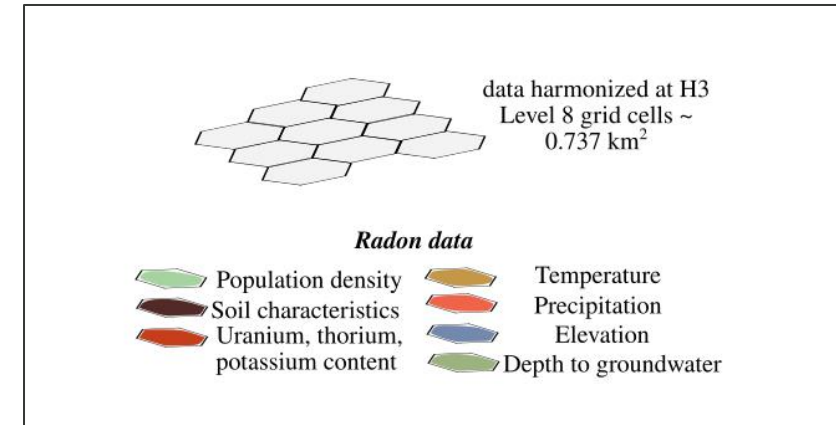 data harmonized at H3
Level 8 grid cells ~
0.737 km²
Radon data
Population density
Soil characteristics
Uranium, thorium,
potassium content
Temperature
Precipitation
Elevation
Depth to groundwater